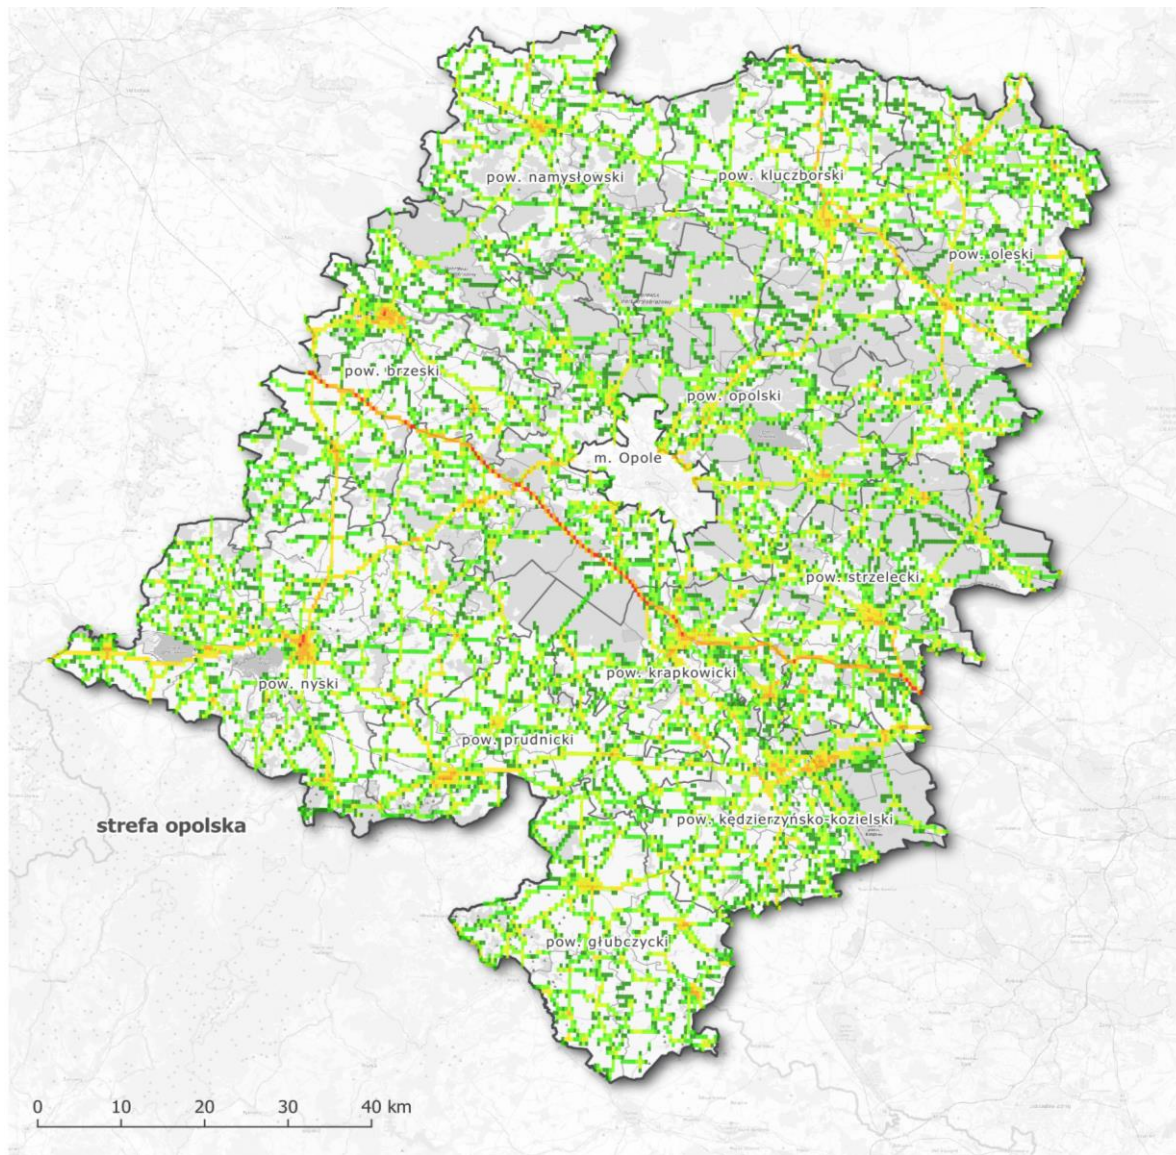 pow. namysłowski
pow. kluczborski
pow. oleski
pow. brzeski
pow. opolski
m. Opole
pow. strzelecki
pow. krapkowicki
pow. nyski
pow. prudnicki
strefa opolska
pow. kędzierzyńsko-kozielski
pow. głubczycki
0 10 20 30 40 km